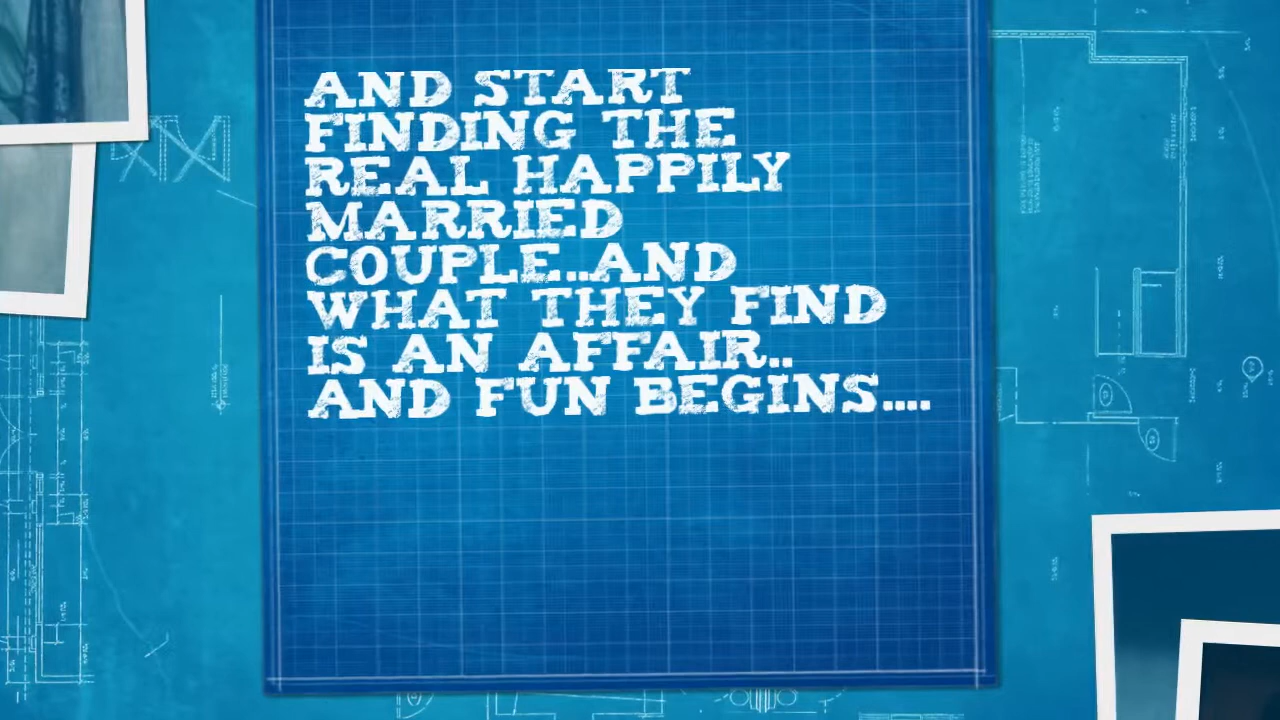 AND START
FINDING THE
REAL HAPPILY
MARRIED
COUPLE..AND
WHAT THEY FIND
IS AN AFFAIR..
AND FUN BEGINS....